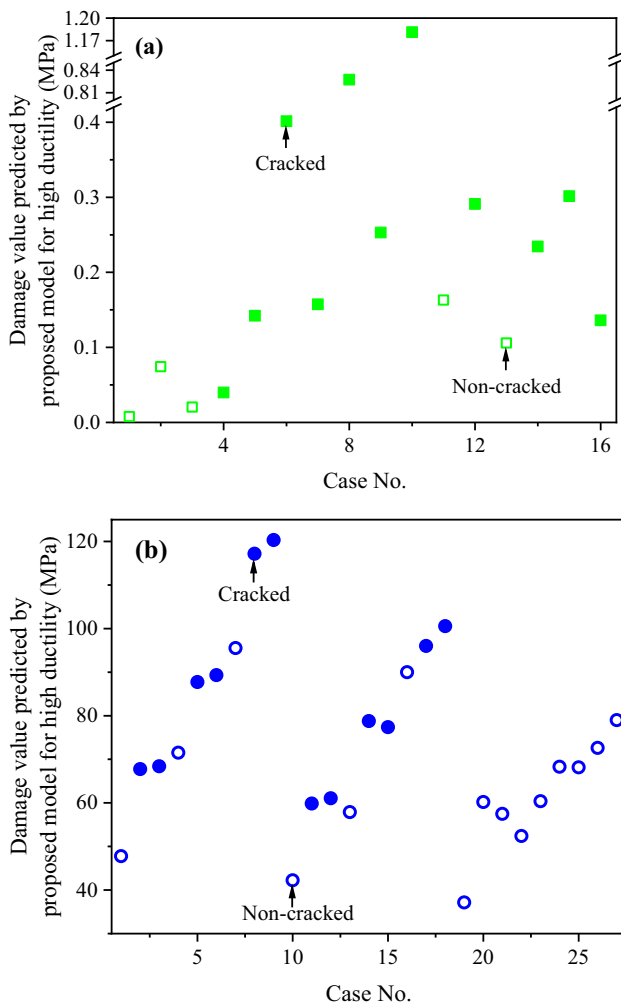 1.20
1.17
(a)
0.84
0.81
0.4
Cracked
0.3
0.2
0.1
Non-cracked
0.0
4 8 12 16
Case No.
Damage value predicted by
proposed model for high ductility (MPa)
120
(b)
Cracked
100
80
60
40
Non-cracked
5 10 15 20 25
Case No.
Damage value predicted by
proposed model for high ductility (MPa)